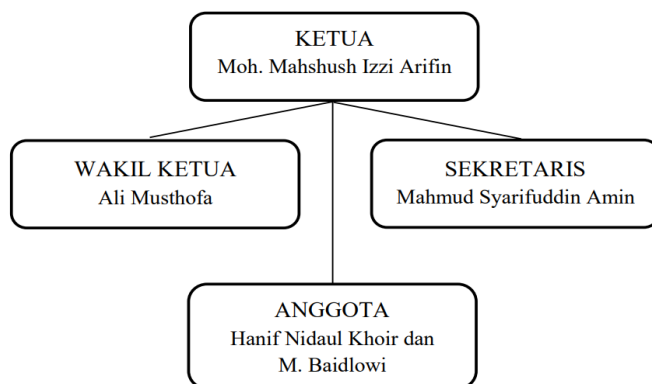 KETUA
Moh. Mahshush Izzi Arifin
WAKIL KETUA
Ali Musthofa
SEKRETARIS
Mahmud Syarifuddin Amin
ANGGOTA
Hanif Nidaul Khoir dan
M. Baidlowi